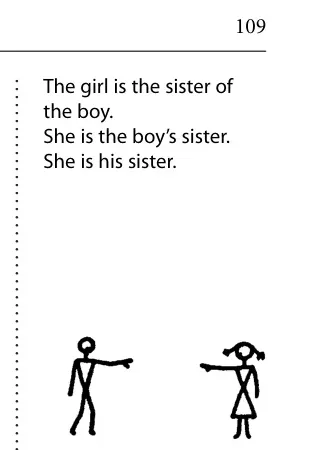 109
The girl is the sister of
the boy.
She is the boy’s sister.
She is his sister.